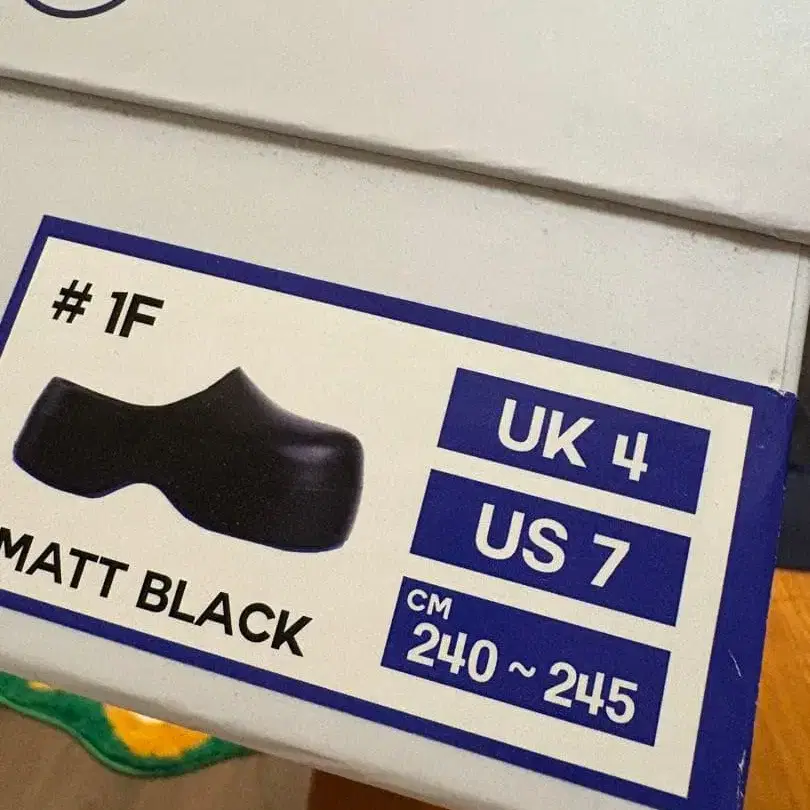 # 1F
MATT BLACK
UK 4
US 7
CM
240 ~ 245